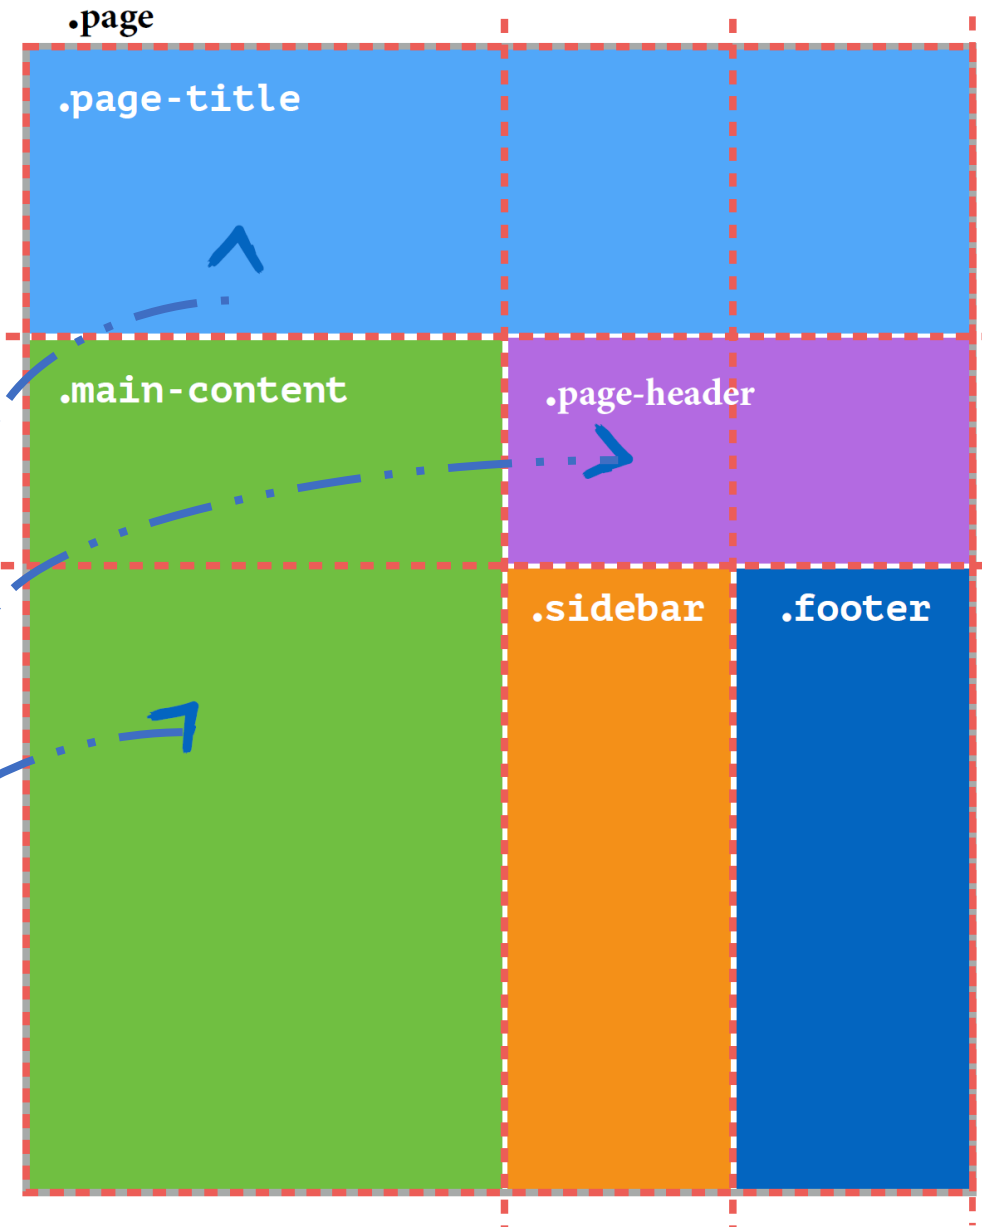 .page
.page-title
.main-content
.page-header
.sidebar
.footer